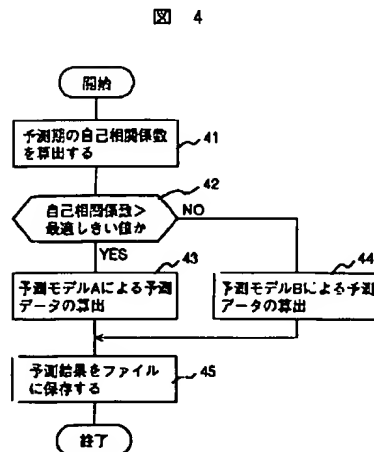 図 4
開始
予測期の自己相関係数
を算出する
41
42
自己相関係数>
最適しきい値か
NO
YES
43
44
予測モデルAによる予測
データの算出
予測モデルBによる予測
データの算出
予測結果をファイル
に保存する
45
終了